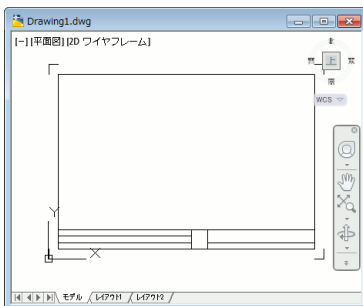 Drawing1.dwg
[-][平面図][2D ワイヤフレーム]
北
西 上 東
南
WCS
Y
X
モデル レイアウト1 レイアウト2